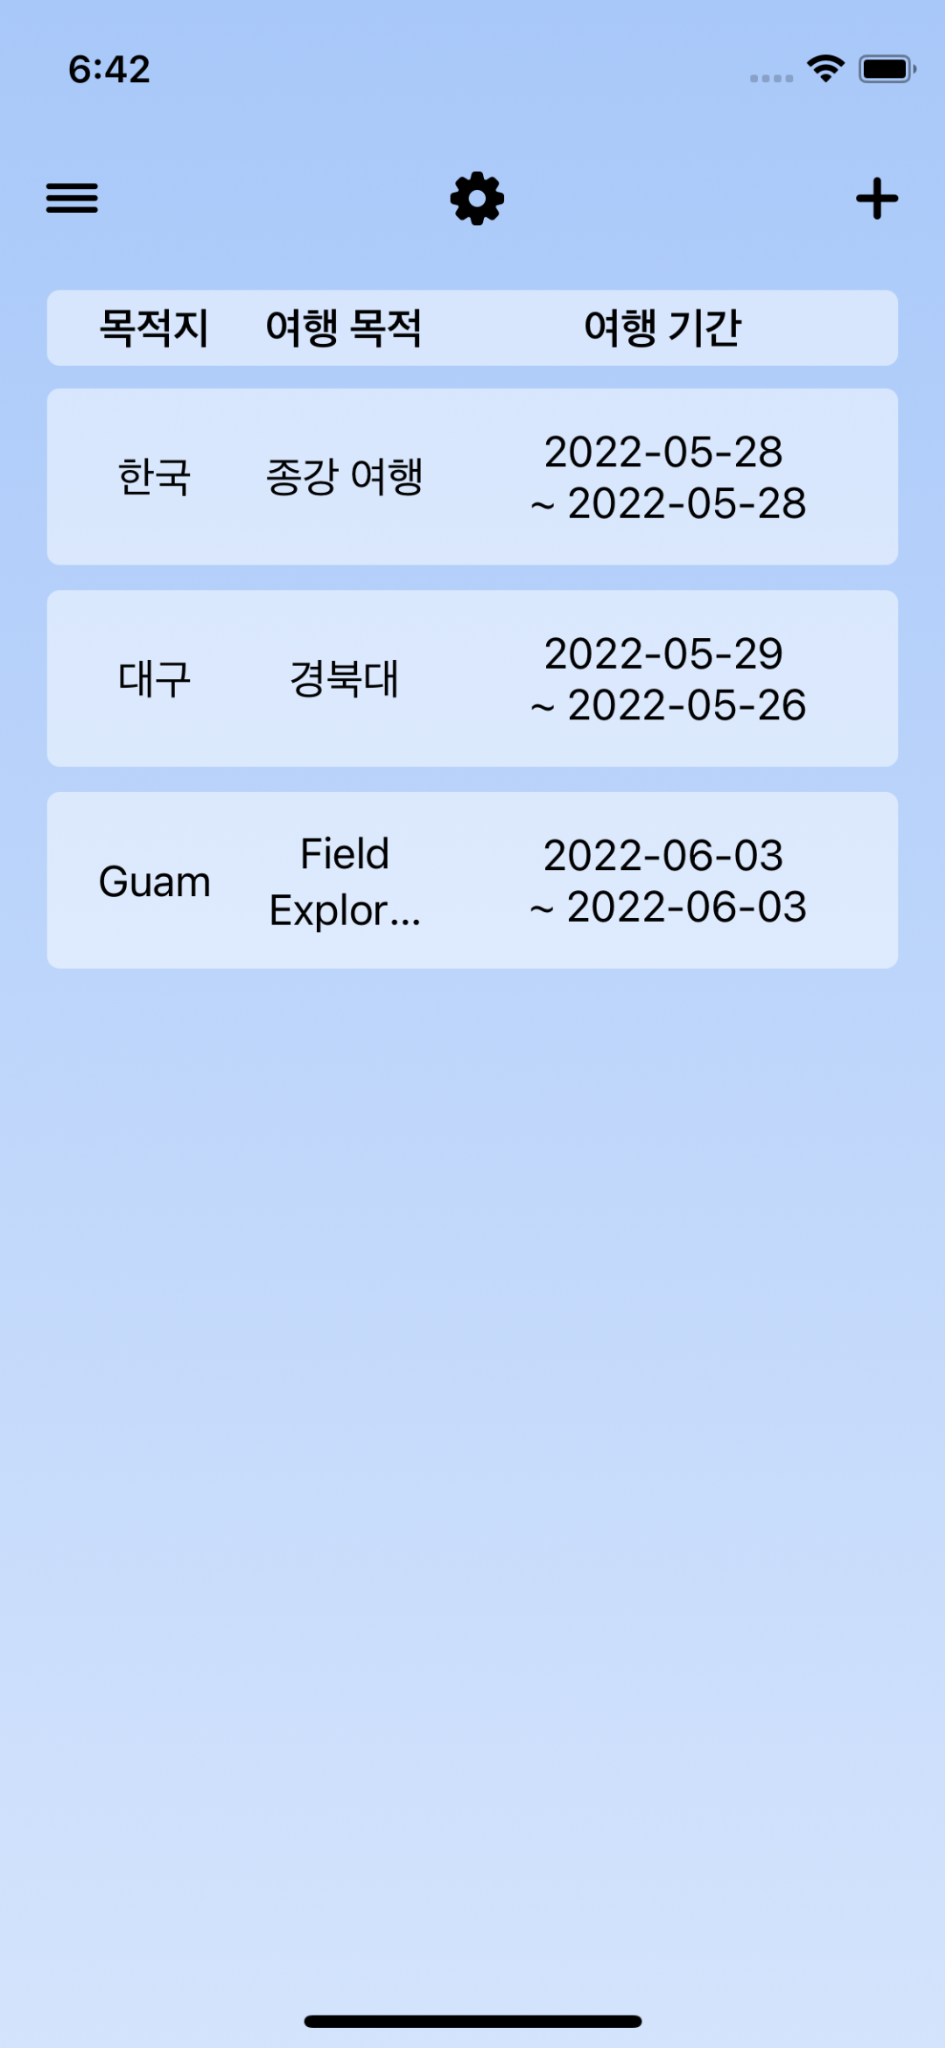 6:42
목적지 여행 목적 여행 기간
한국 종강 여행 2022-05-28
~ 2022-05-28
대구 경북대 2022-05-29
~ 2022-05-26
Guam Field
Explor... 2022-06-03
~ 2022-06-03